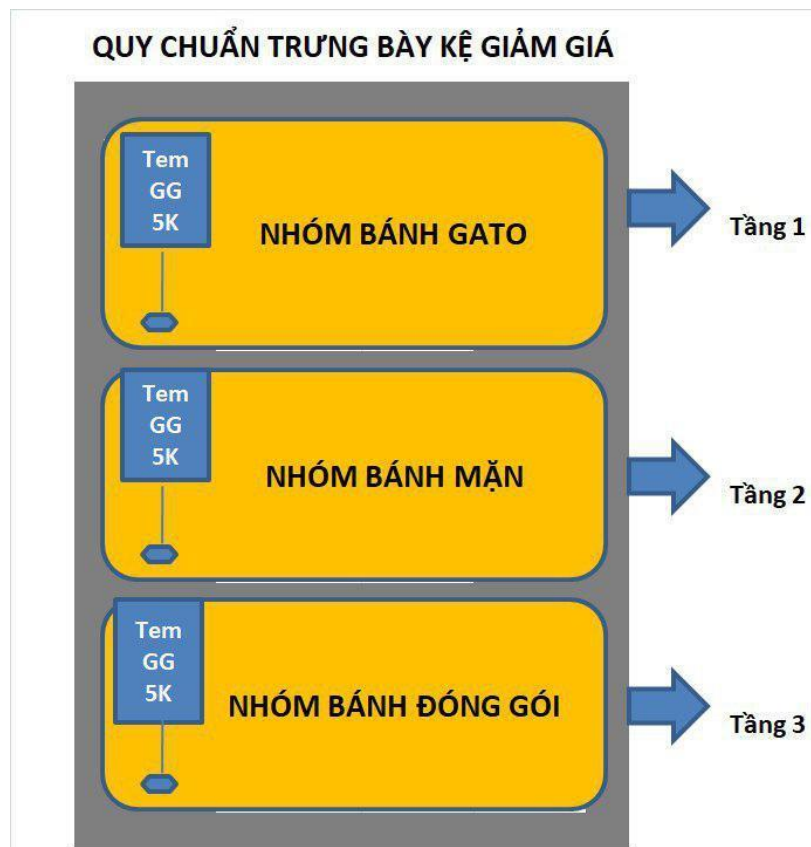 QUY CHUẨN TRƯNG BÀY KỆ GIẢM GIÁ
Tem
GG
5K
NHÓM BÁNH GATO
Tầng 1
Tem
GG
5K
NHÓM BÁNH MẶN
Tầng 2
Tem
GG
5K
NHÓM BÁNH ĐÓNG GÓI
Tầng 3